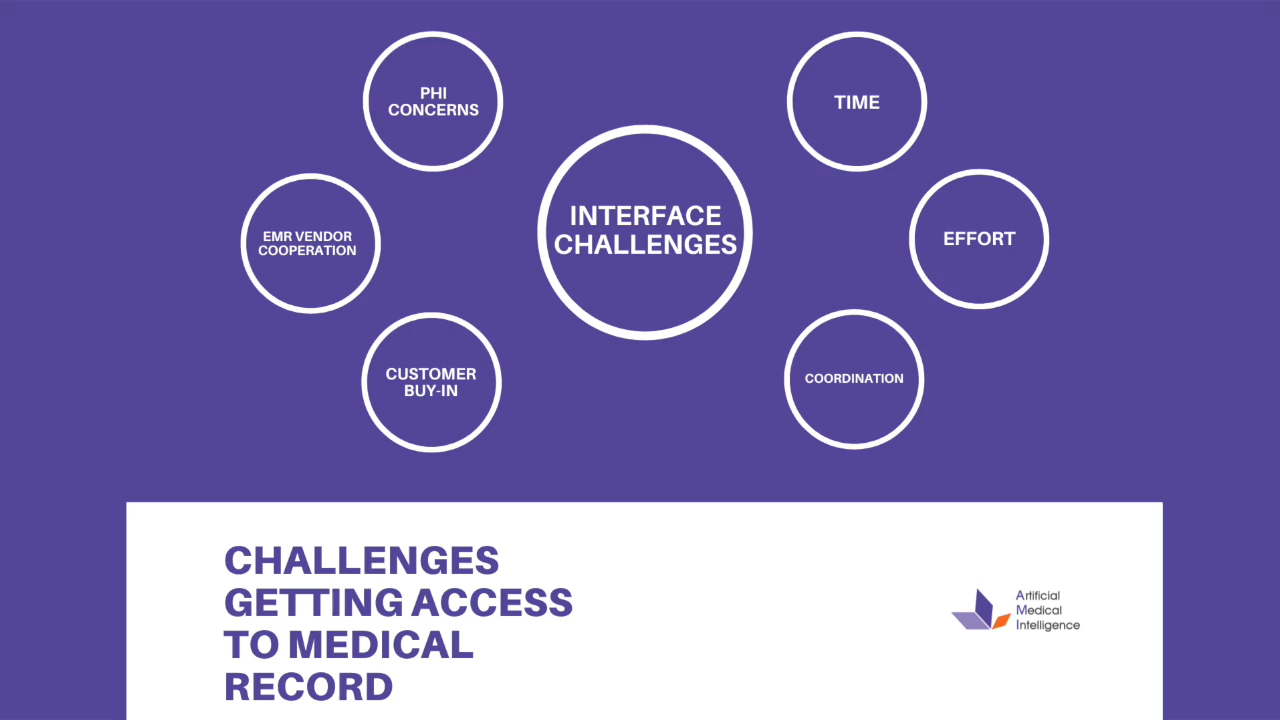 PHI
CONCERNS
TIME
INTERFACE
CHALLENGES
EMR VENDOR
COOPERATION
EFFORT
CUSTOMER
BUY-IN
COORDINATION
CHALLENGES
GETTING ACCESS
TO MEDICAL
RECORD
Artificial
Medical
Intelligence